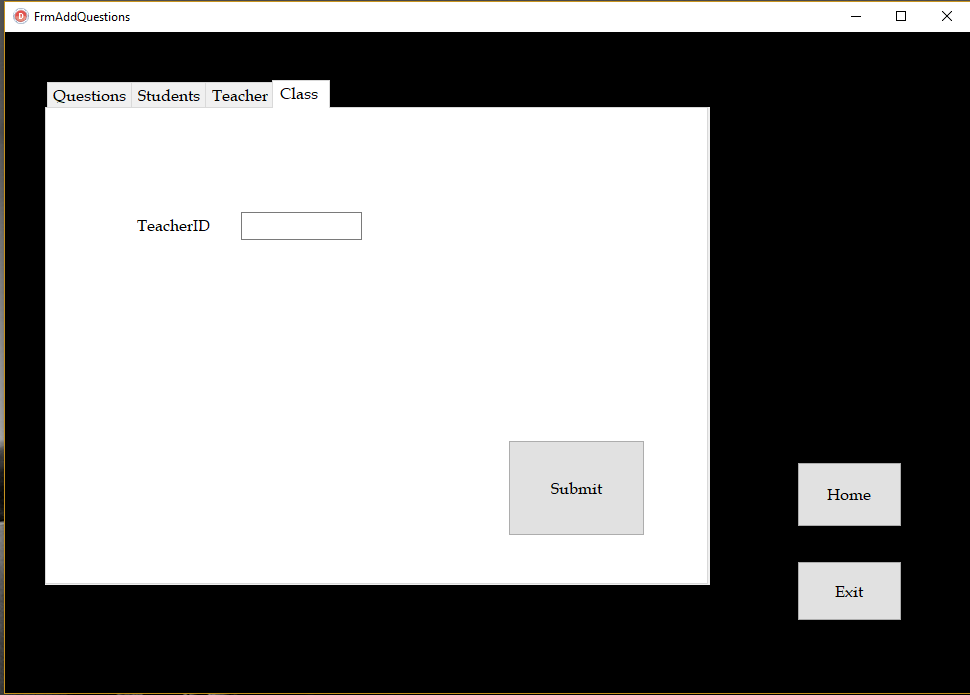 D FrmAddQuestions
Questions Students Teacher Class
TeacherID
Submit
Home
Exit